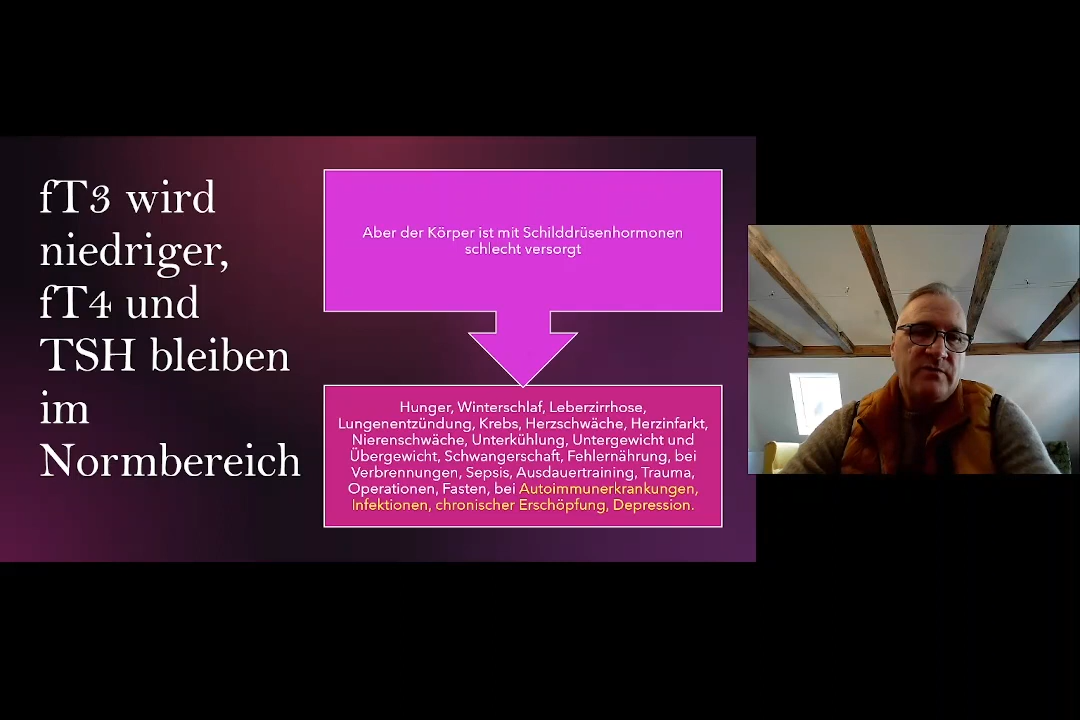 fT3 wird
niedriger,
fT4 und
TSH bleiben
im
Normbereich
Aber der Körper ist mit Schilddrüsenhormonen
schlecht versorgt
Hunger, Winterschlaf, Leberzirrhose,
Lungenentzündung, Krebs, Herzschwäche, Herzinfarkt,
Nierenschwäche, Unterkühlung, Untergewicht und
Übergewicht, Schwangerschaft, Fehlernährung, bei
Verbrennungen, Sepsis, Ausdauertraining, Trauma,
Operationen, Fasten, bei Autoimmunerkrankungen,
Infektionen, chronischer Erschöpfung, Depression.